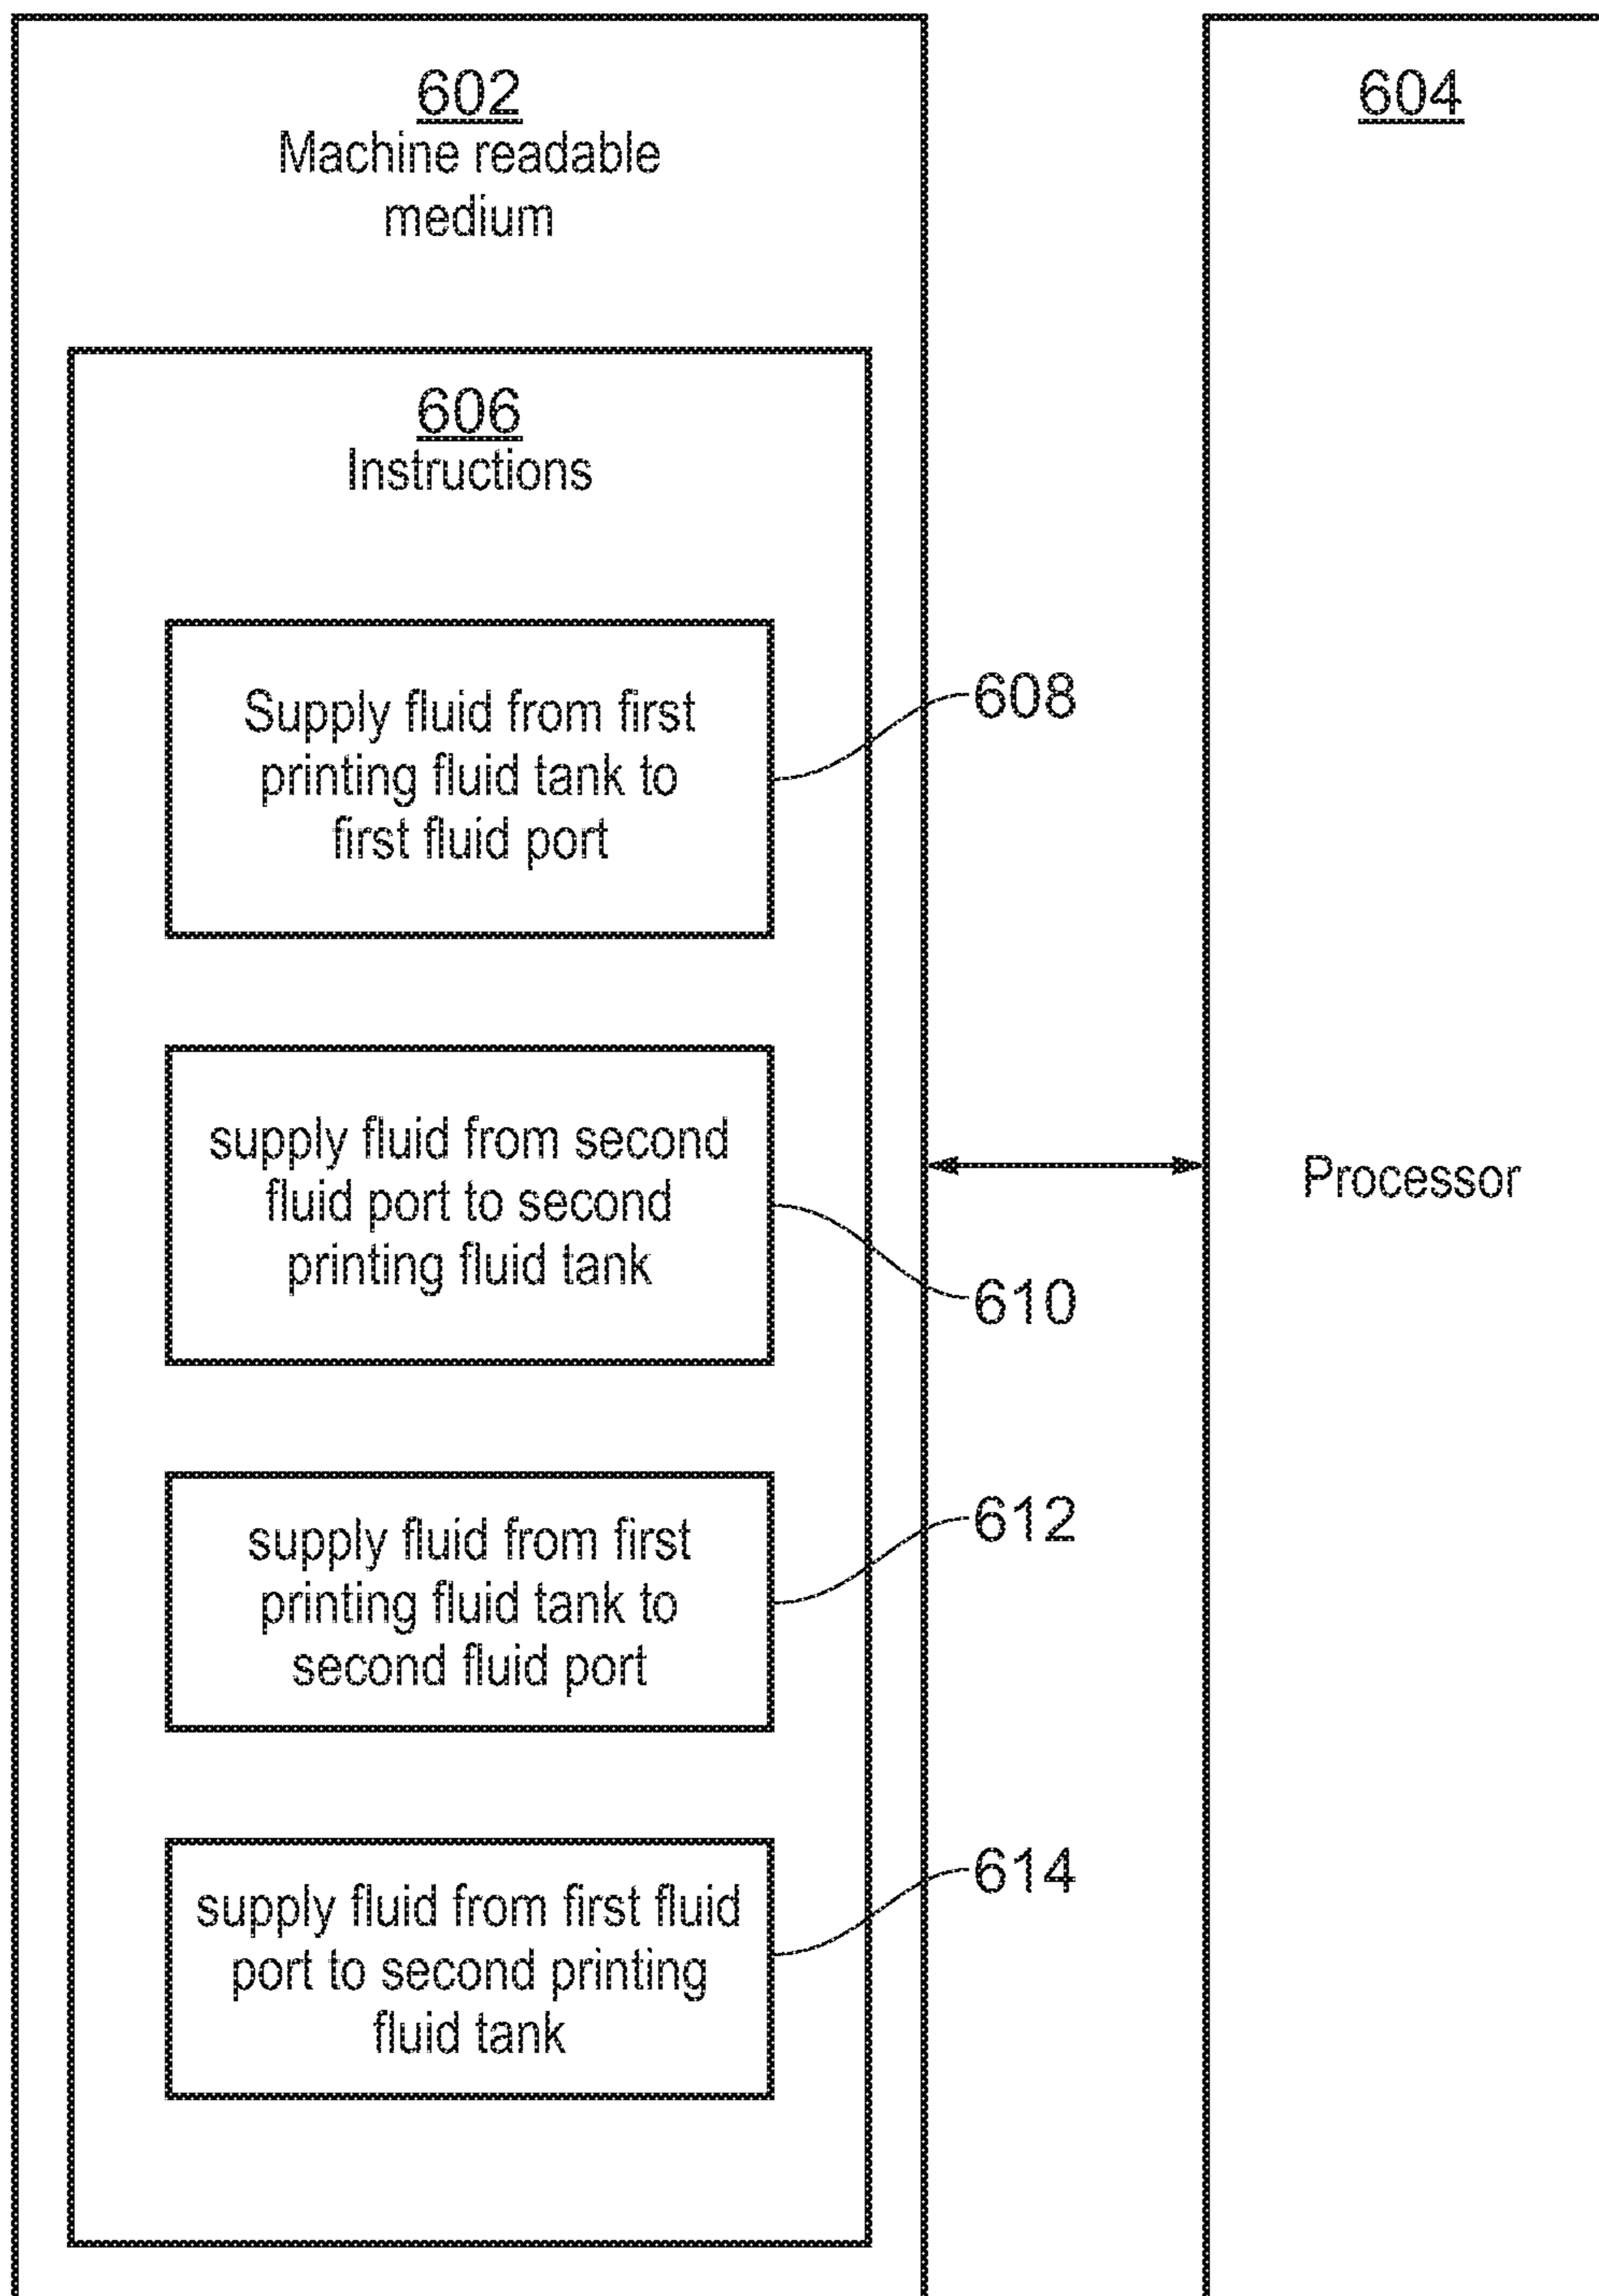 602
Machine readable
medium
604
606
Instructions
Supply fluid from first
printing fluid tank to
first fluid port
608
supply fluid from second
fluid port to second
printing fluid tank
610
Processor
supply fluid from first
printing fluid tank to
second fluid port
612
supply fluid from first fluid
port to second printing
fluid tank
614